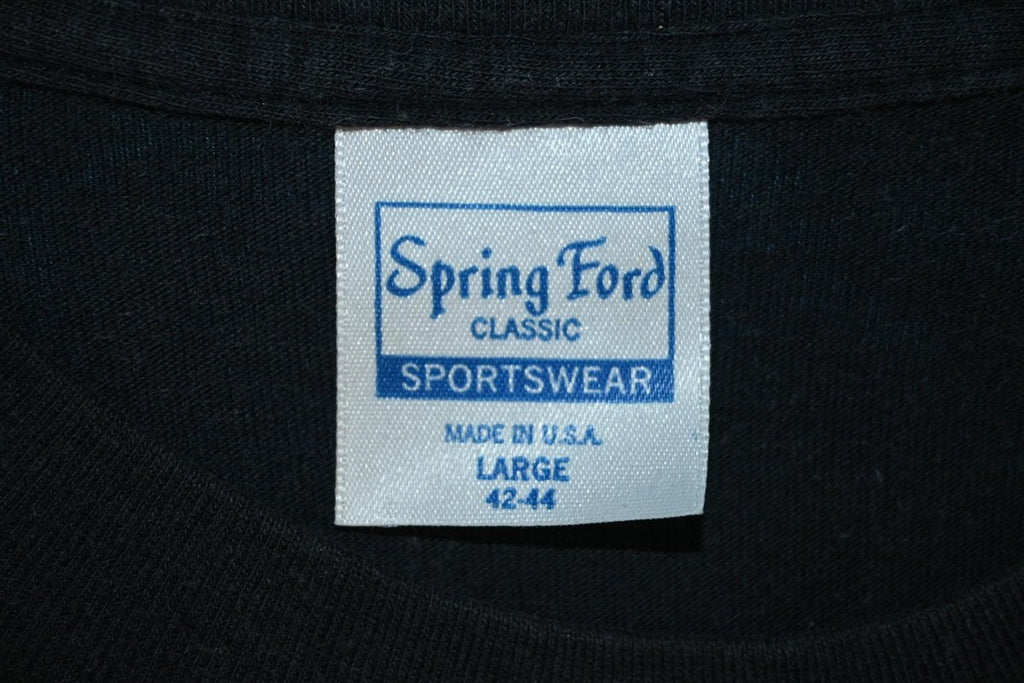 Spring Ford
CLASSIC
SPORTSWEAR
MADE IN U.S.A.
LARGE
42-44